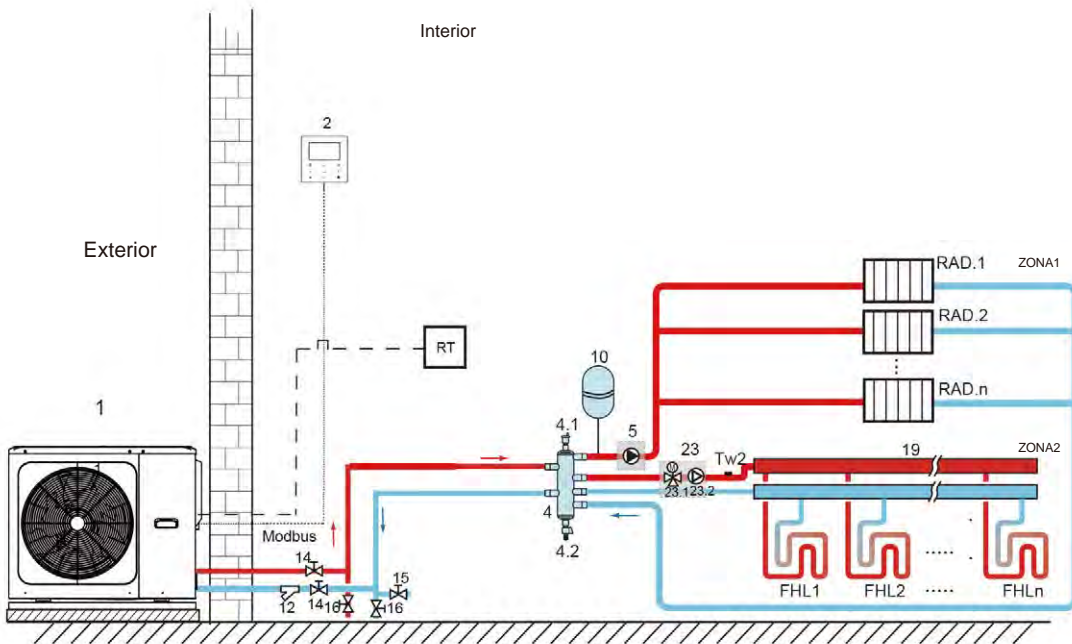 Interior
2
Exterior
RAD.1
ZONA1
RAD.2
RT
10
RAD.n
1
4.1
5
23
Tw2
19
ZONA2
23.1
23.2
4
Modbus
4.2
14
15
12
14
16
16
FHL1
FHL2
FHLn